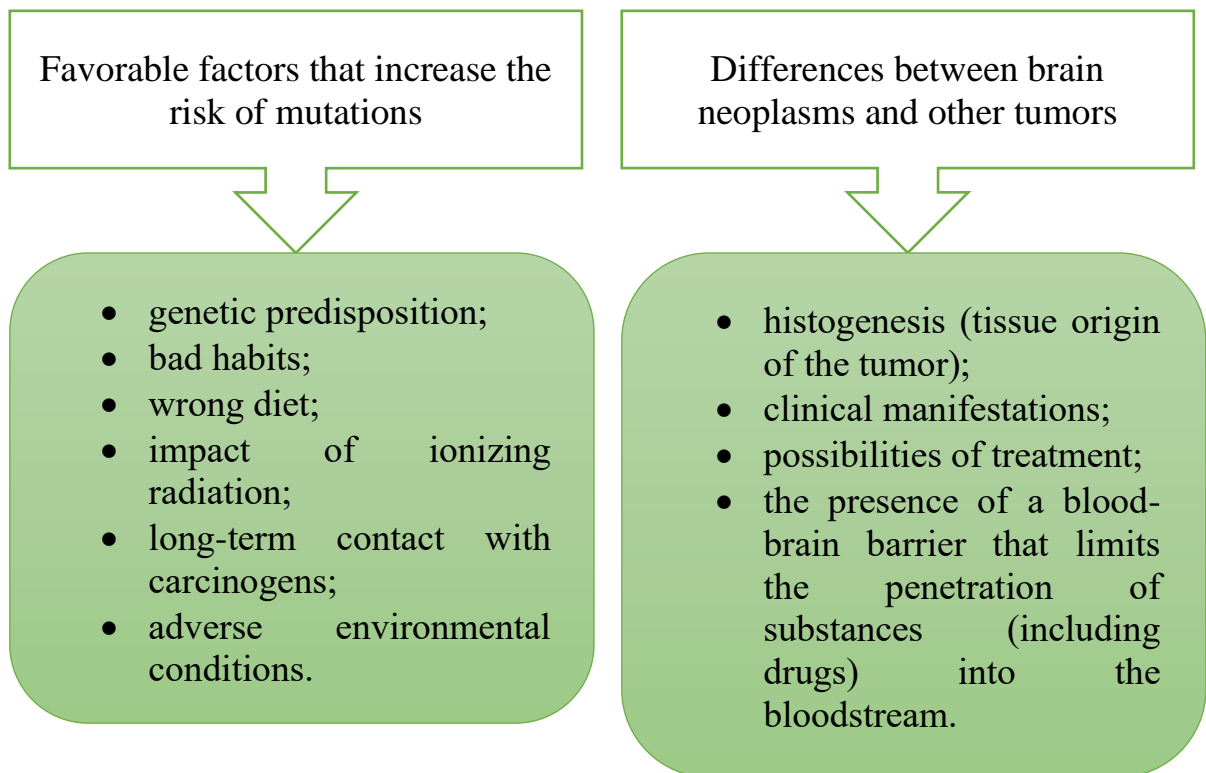 Favorable factors that increase the
risk of mutations
• genetic predisposition;
• bad habits;
• wrong diet;
• impact of ionizing
radiation;
• long-term contact with
carcinogens;
• adverse environmental
conditions.
Differences between brain
neoplasms and other tumors
• histogenesis (tissue origin
of the tumor);
• clinical manifestations;
• possibilities of treatment;
• the presence of a blood-
brain barrier that limits
the penetration of
substances (including
drugs) into the
bloodstream.